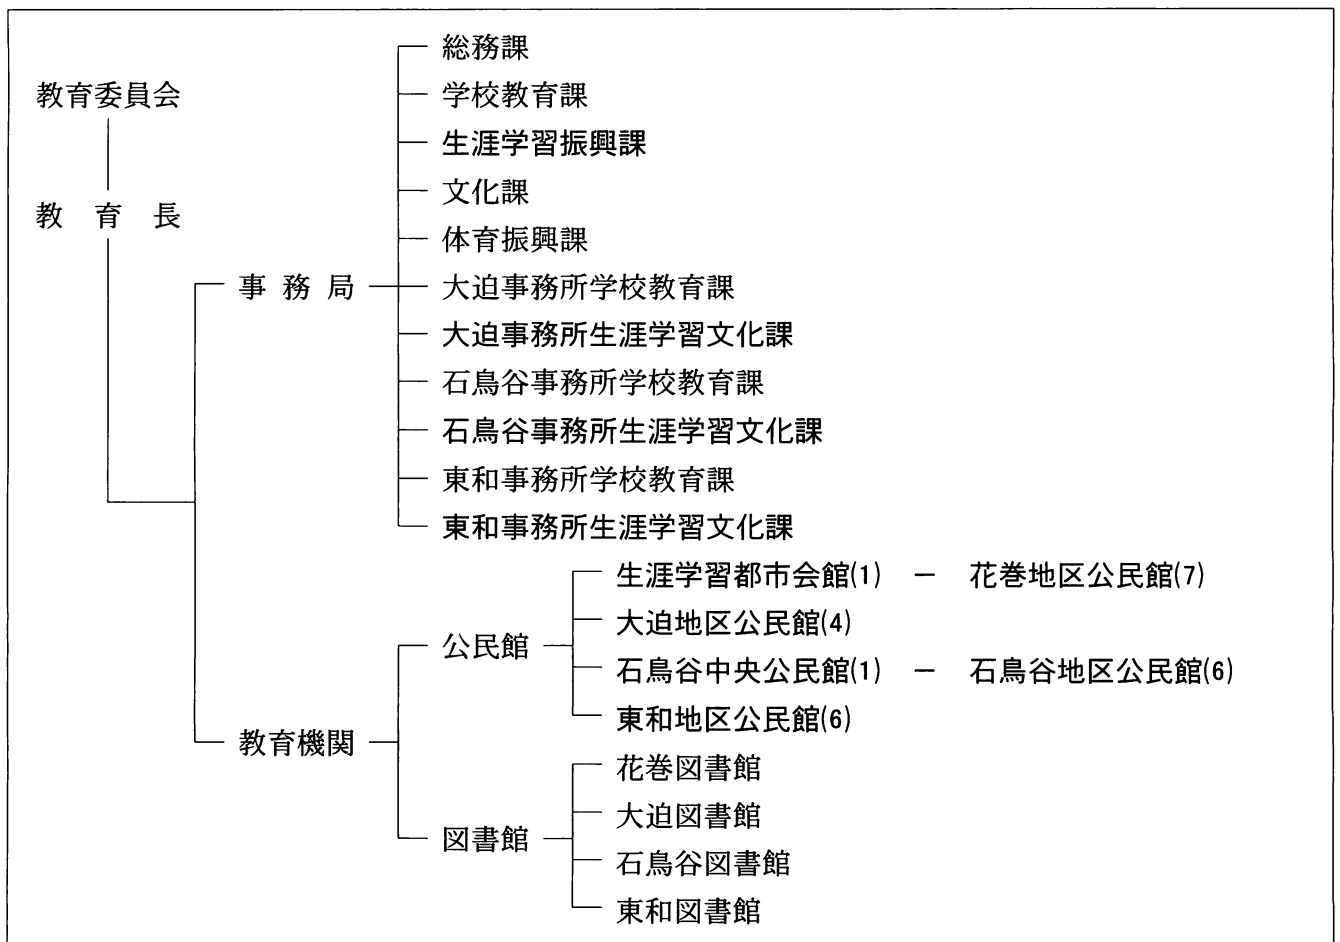 総務課
教育委員会
学校教育課
生涯学習振興課
文化課
教 育 長
体育振興課
事 務 局
大迫事務所学校教育課
大迫事務所生涯学習文化課
石鳥谷事務所学校教育課
石鳥谷事務所生涯学習文化課
東和事務所学校教育課
東和事務所生涯学習文化課
生涯学習都市会館(1) － 花巻地区公民館(7)
大迫地区公民館(4)
公民館
石鳥谷中央公民館(1) － 石鳥谷地区公民館(6)
東和地区公民館(6)
教育機関
花巻図書館
大迫図書館
図書館
石鳥谷図書館
東和図書館